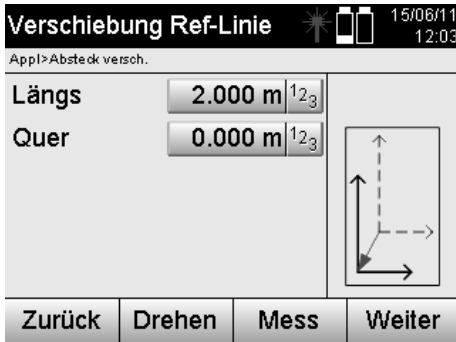 Verschiebung Ref-Linie 15/06/11
12:03
Appl>Absteck versch.
Längs 2.000 m 123
Quer 0.000 m 123
Zurück Drehen Mess Weiter